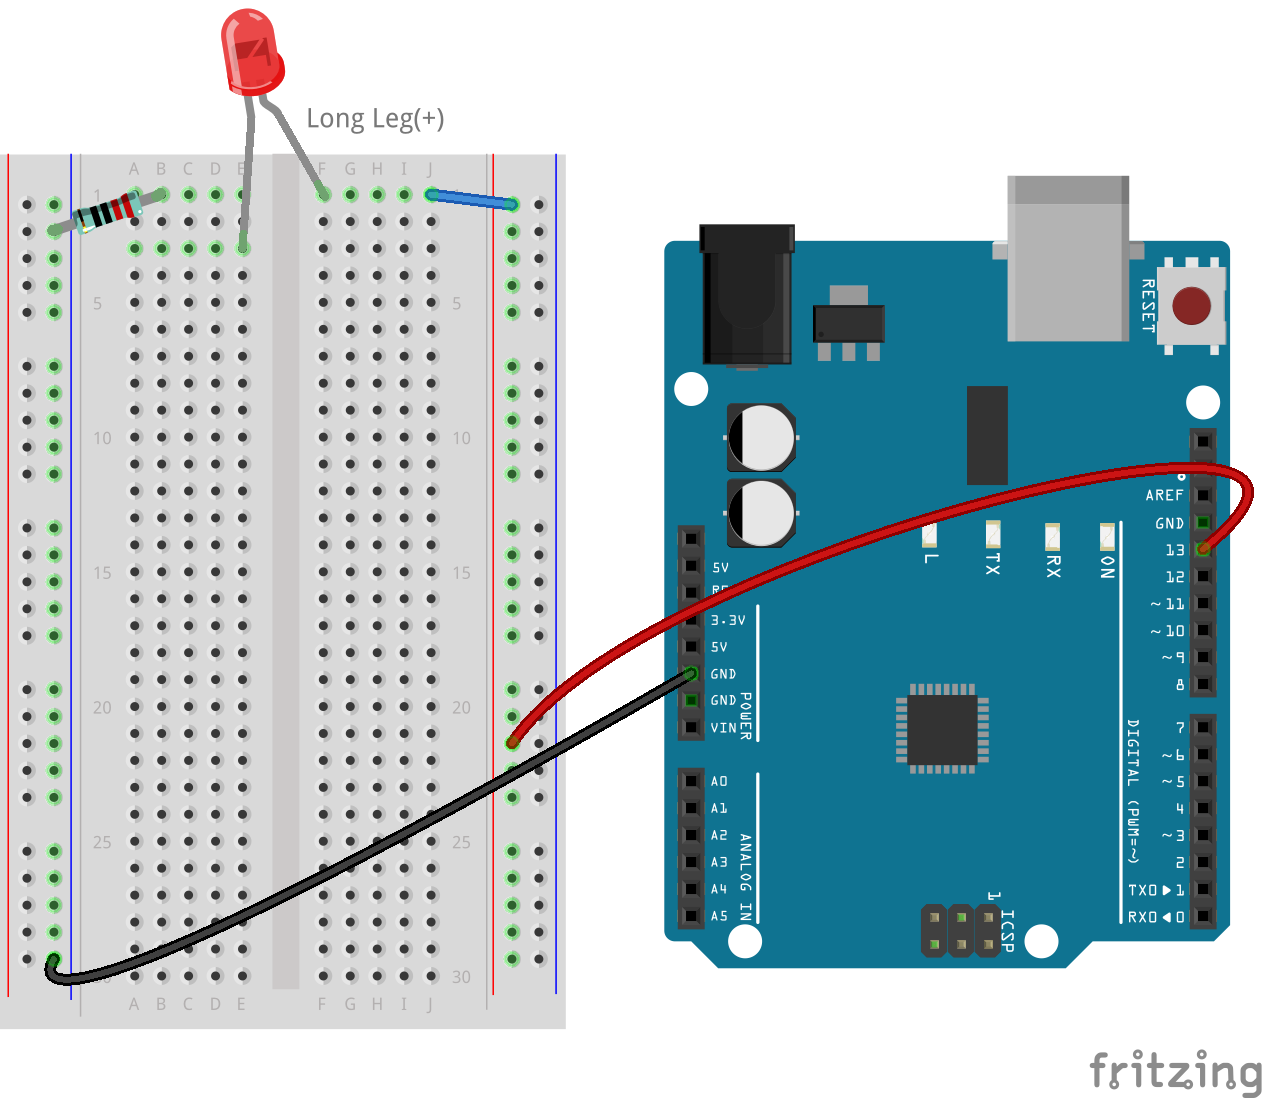 Long Leg(+)
A B C D E F G H I J
1
5 5
10 10
15 15
20 20
25 25
30
A B C D E F G H I J
RESET
AREF
GND
13
12
~11
~10
~9
8
L
TX
RX
ON
5V
3.3V
5V
GND
GND
VIN
POWER
7
~6
~5
4
~3
2
TX0▶1
RX0◀0
DIGITAL (PWM=~)
A0
A1
A2
A3
A4
A5
ANALOG IN
1
ICSP
fritzing